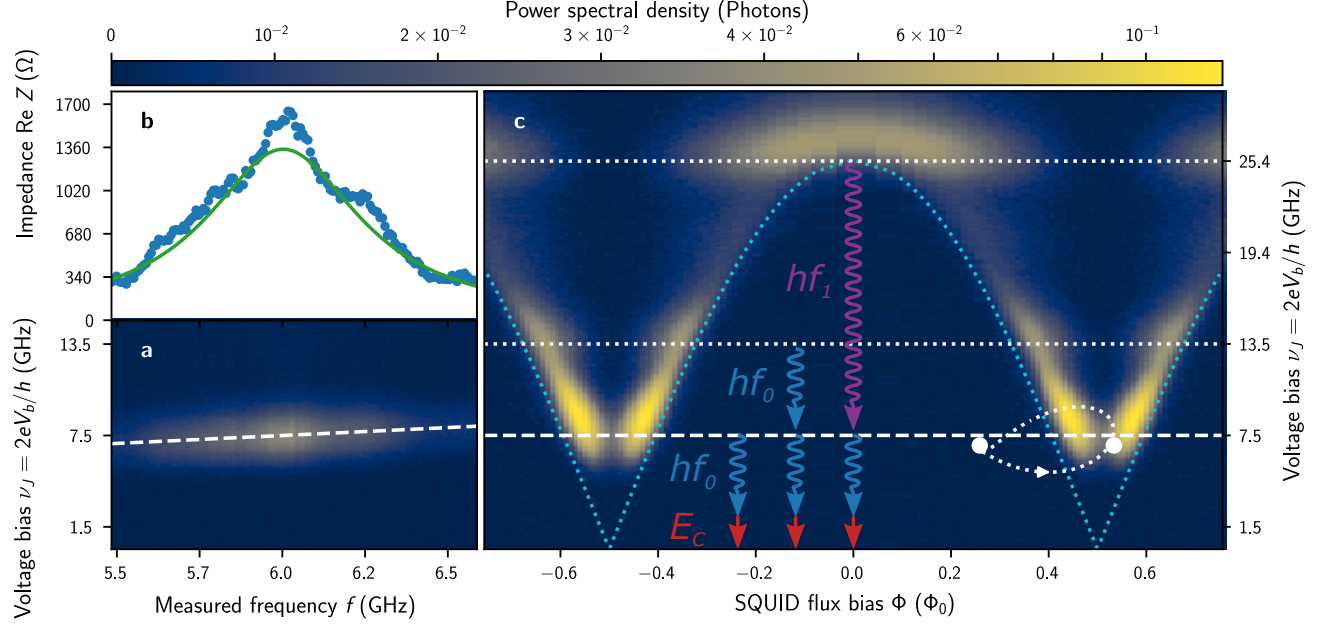 Power spectral density (Photons)
0 10⁻² 2 × 10⁻² 3 × 10⁻² 4 × 10⁻² 6 × 10⁻² 10⁻¹
Impedance Re Z (Ω)
1700
1360
1020
680
340
0
b
Voltage bias ν_J = 2eV_b/h (GHz)
13.5
7.5
1.5
a
5.5 5.7 6.0 6.2 6.5
Measured frequency f (GHz)
c
hf₁
hf₀
hf₀
E_C
−0.6 −0.4 −0.2 0.0 0.2 0.4 0.6
SQUID flux bias Φ (Φ₀)
25.4
19.4
13.5
7.5
1.5
Voltage bias ν_J = 2eV_b/h (GHz)